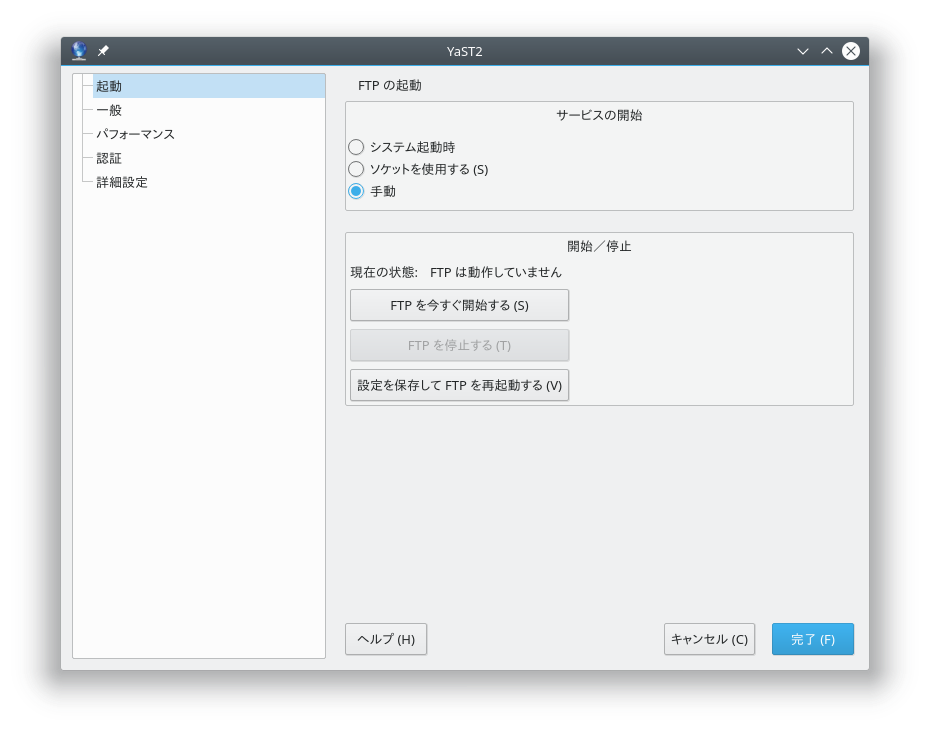 YaST2
起動
一般
パフォーマンス
認証
詳細設定
FTP の起動
サービスの開始
システム起動時
ソケットを使用する (S)
手動
開始／停止
現在の状態: FTP は動作していません
FTP を今すぐ開始する (S)
FTP を停止する (T)
設定を保存して FTP を再起動する (V)
ヘルプ (H)
キャンセル (C)
完了 (F)